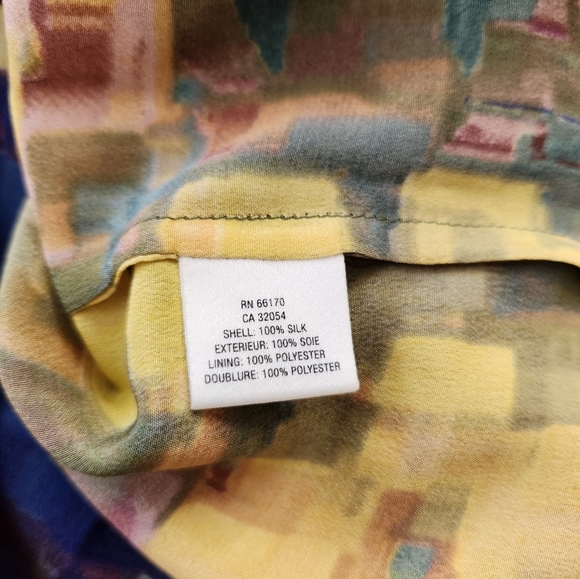 RN 66170
CA 32054
SHELL: 100% SILK
EXTERIEUR: 100% SOIE
LINING: 100% POLYESTER
DOUBLURE: 100% POLYESTER